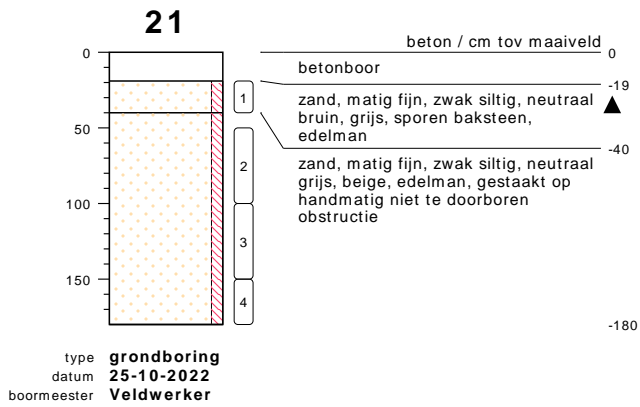 21
beton / cm tov maaiveld
0
0
betonboor
-19
1
zand, matig fijn, zwak siltig, neutraal
bruin, grijs, sporen baksteen,
edelman
-40
50
2
zand, matig fijn, zwak siltig, neutraal
grijs, beige, edelman, gestaakt op
handmatig niet te doorboren
obstructie
100
3
150
4
-180
type grondboring
datum 25-10-2022
boormeester Veldwerker